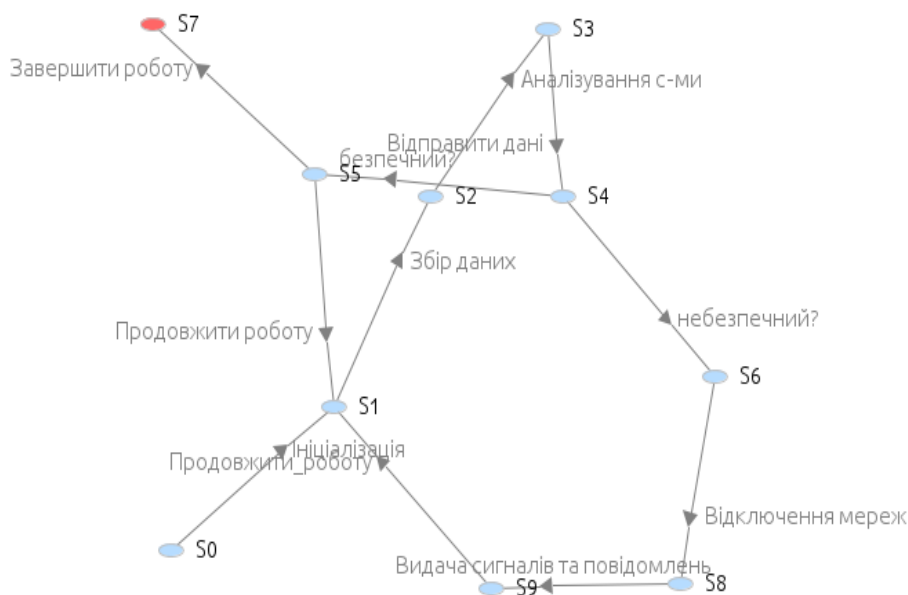 S7
S3
Завершити роботу
Аналізування с-ми
Відправити дані
безпечний?
S5
S2
S4
Збір даних
небезпечний?
Продовжити роботу
S6
S1
Ініціалізація
Продовжити_роботу
Відключення мереж
S0
Видача сигналів та повідомлень
S9
S8